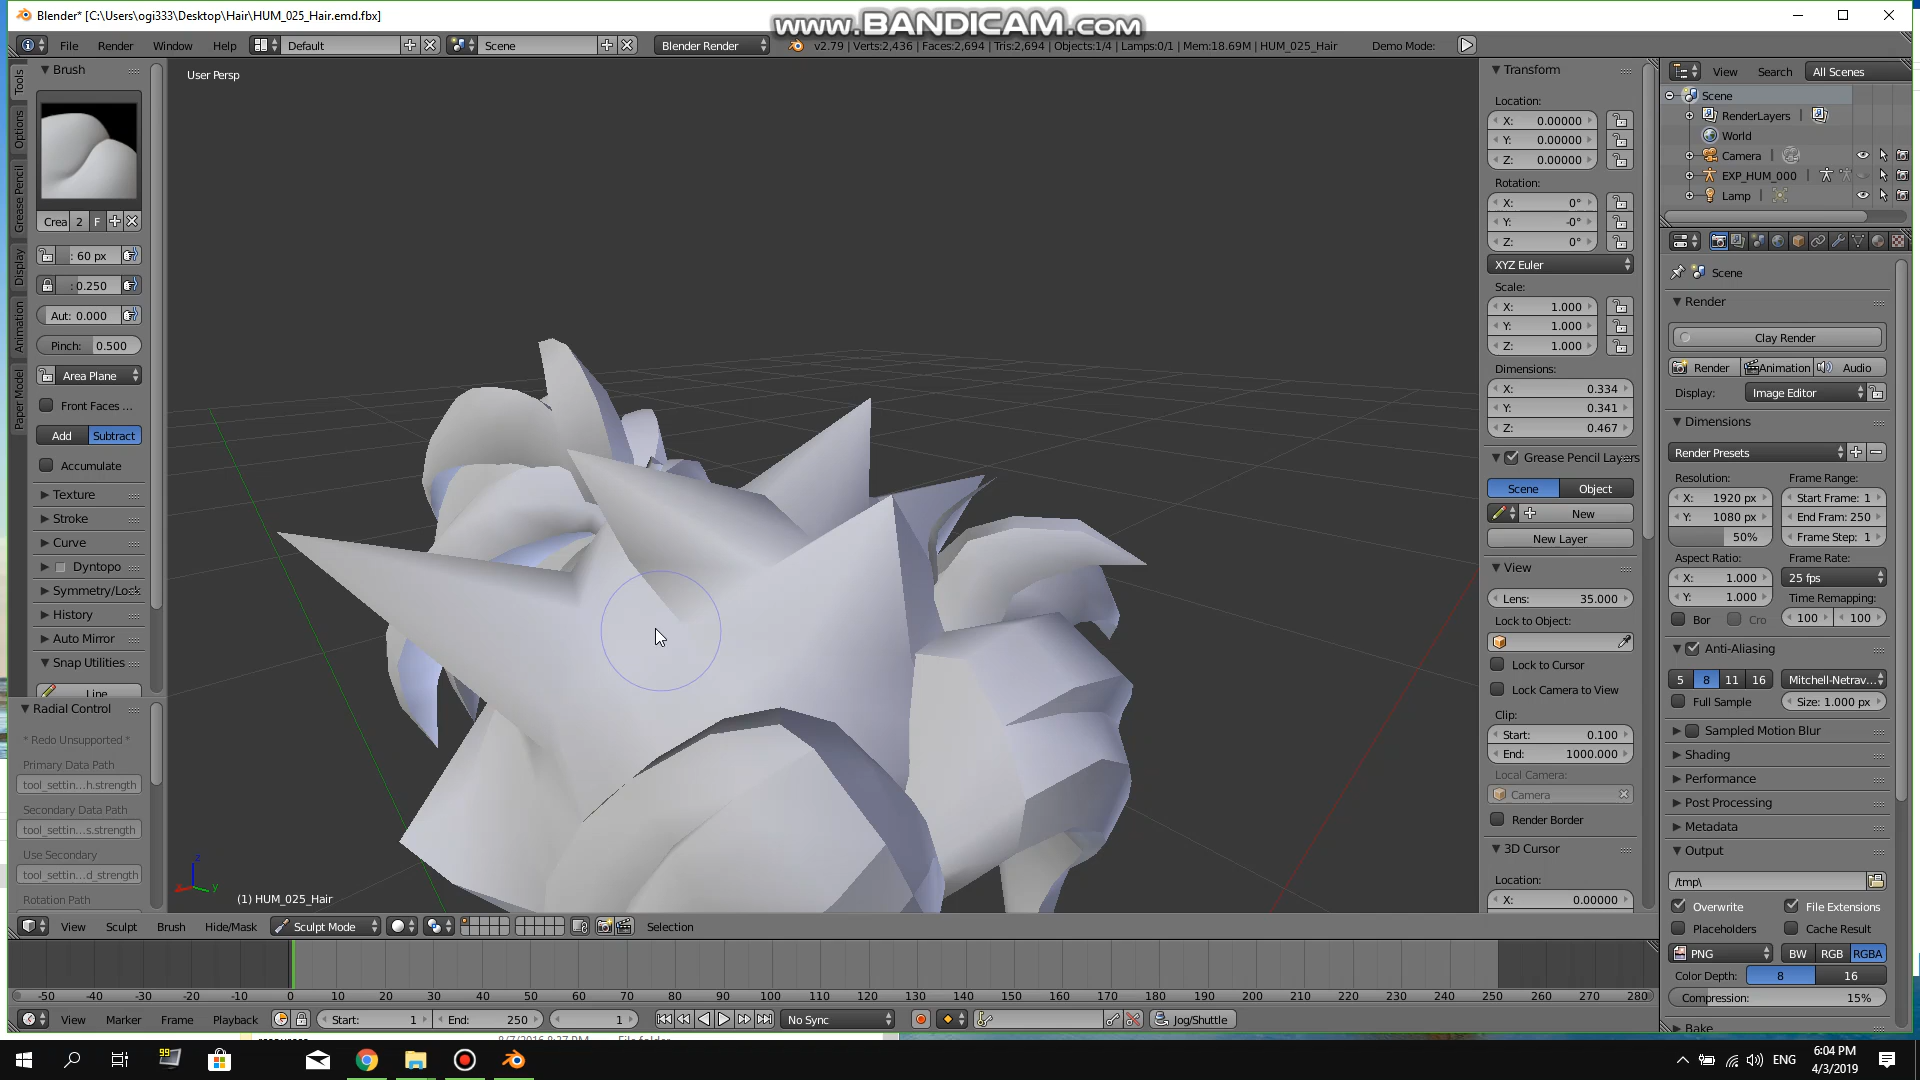 Blender* [C:\Users\ogi333\Desktop\Hair\HUM_025_Hair.emd.fbx]
www.BANDICAM.com
File Render Window Help Default Scene Blender Render v2.79 | Verts:2,436 | Faces:2,694 | Tris:2,694 | Objects:1/4 | Lamps:0/1 | Mem:18.69M | HUM_025_Hair Demo Mode:
Tools
Options
Grease Pencil
Display
Animation
Paper Model
Brush
Crea 2 F
: 60 px
: 0.250
Aut: 0.000
Pinch: 0.500
Area Plane
Front Faces ...
Add Subtract
Accumulate
Texture
Stroke
Curve
Dyntopo
Symmetry/Lock
History
Auto Mirror
Snap Utilities
Line
Radial Control
* Redo Unsupported *
Primary Data Path
tool_settin...h.strength
Secondary Data Path
tool_settin...s.strength
Use Secondary
tool_settin...d_strength
Rotation Path
User Persp
z
x y
(1) HUM_025_Hair
Transform
Location:
X: 0.00000
Y: 0.00000
Z: 0.00000
Rotation:
X: 0°
Y: -0°
Z: 0°
XYZ Euler
Scale:
X: 1.000
Y: 1.000
Z: 1.000
Dimensions:
X: 0.334
Y: 0.341
Z: 0.467
Grease Pencil Layers
Scene Object
New
New Layer
View
Lens: 35.000
Lock to Object:
Lock to Cursor
Lock Camera to View
Clip:
Start: 0.100
End: 1000.000
Local Camera:
Camera
Render Border
3D Cursor
Location:
X: 0.00000
View Search All Scenes
Scene
RenderLayers
World
Camera
EXP_HUM_000
Lamp
Scene
Render
Clay Render
Render Animation Audio
Display: Image Editor
Dimensions
Render Presets
Resolution: Frame Range:
X: 1920 px Start Frame: 1
Y: 1080 px End Fram: 250
50% Frame Step: 1
Aspect Ratio: Frame Rate:
X: 1.000 25 fps
Y: 1.000 Time Remapping:
Bor Cro 100 100
Anti-Aliasing
5 8 11 16 Mitchell-Netrav...
Full Sample Size: 1.000 px
Sampled Motion Blur
Shading
Performance
Post Processing
Metadata
Output
/tmp\
Overwrite File Extensions
Placeholders Cache Result
PNG BW RGB RGBA
Color Depth: 8 16
Compression: 15%
Bake
View Sculpt Brush Hide/Mask Sculpt Mode Selection
-50 -40 -30 -20 -10 0 10 20 30 40 50 60 70 80 90 100 110 120 130 140 150 160 170 180 190 200 210 220 230 240 250 260 270 280
View Marker Frame Playback Start: 1 End: 250 1 No Sync Jog/Shuttle
99
ENG
6:04 PM
4/3/2019